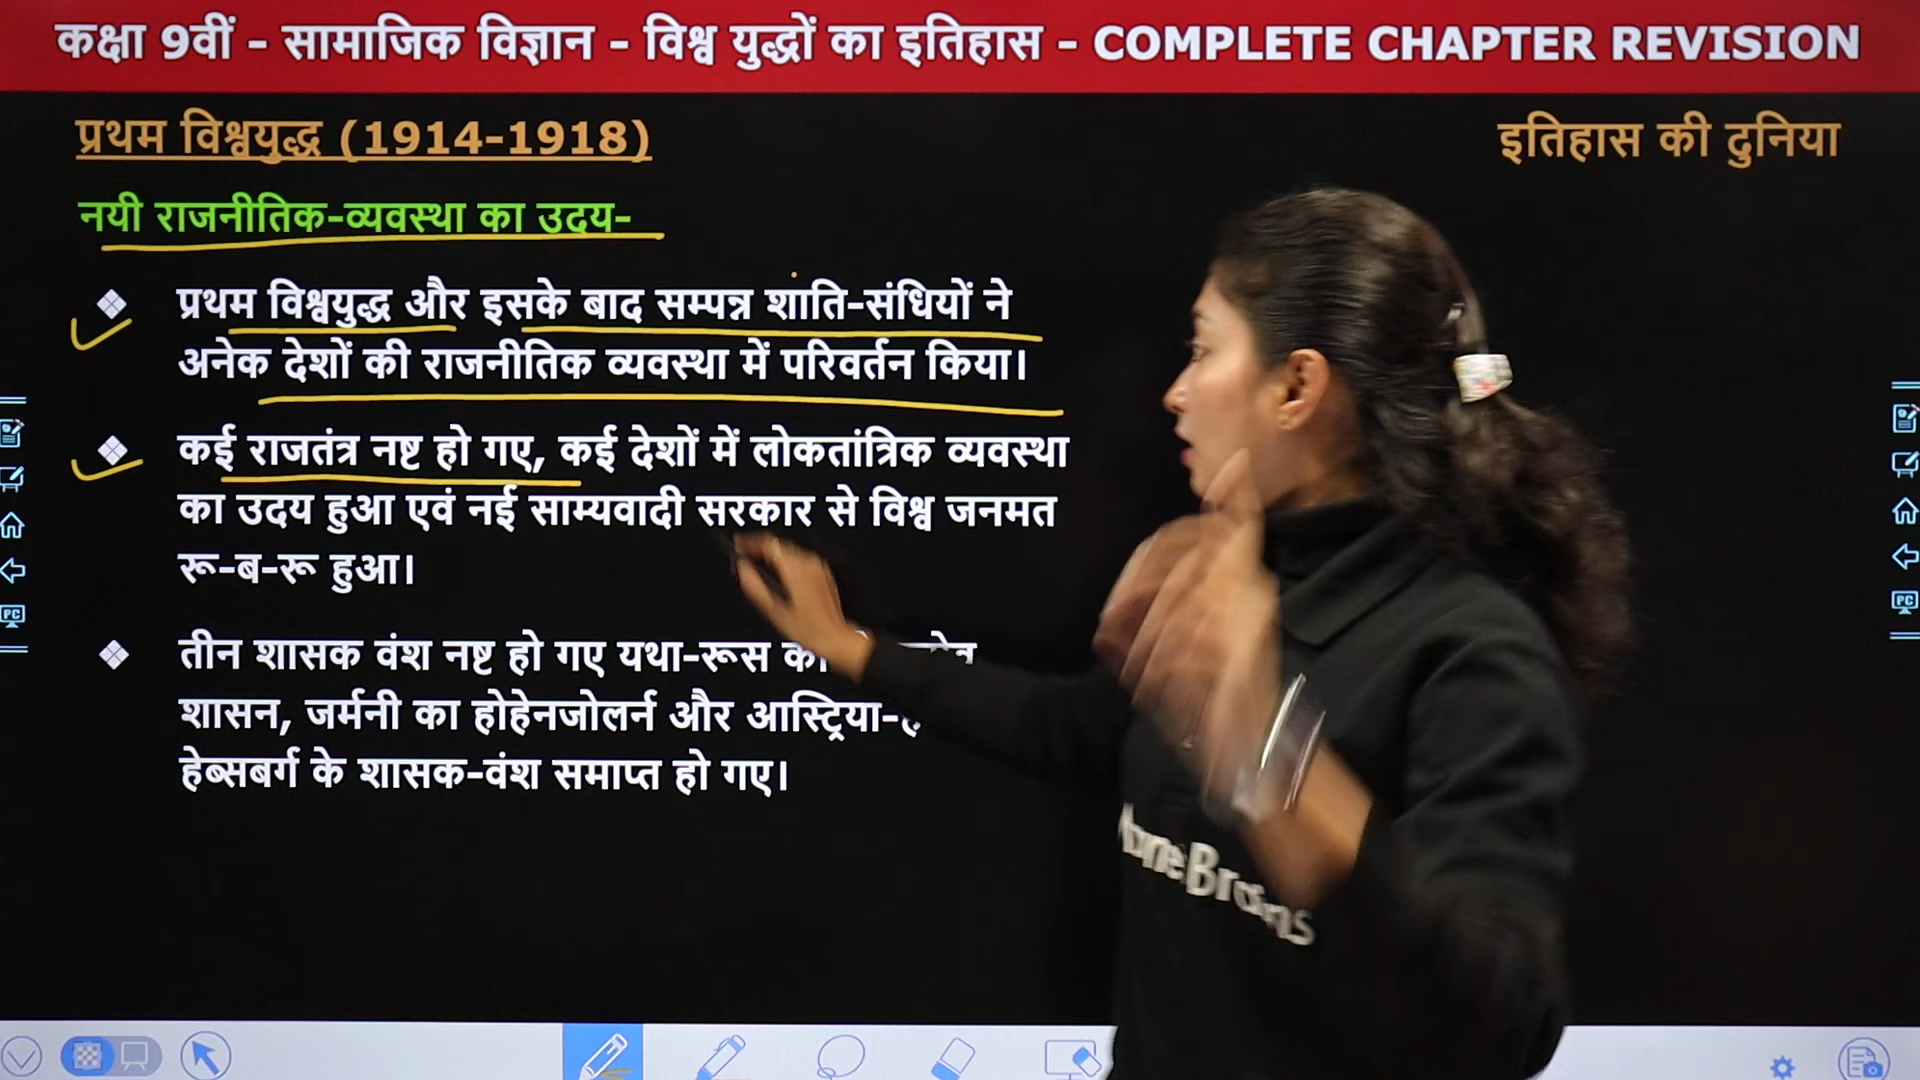 कक्षा 9वीं - सामाजिक विज्ञान - विश्व युद्धों का इतिहास - COMPLETE CHAPTER REVISION
प्रथम विश्वयुद्ध (1914-1918)
इतिहास की दुनिया
नयी राजनीतिक-व्यवस्था का उदय-
❖ प्रथम विश्वयुद्ध और इसके बाद सम्पन्न शाति-संधियों ने
अनेक देशों की राजनीतिक व्यवस्था में परिवर्तन किया।
❖ कई राजतंत्र नष्ट हो गए, कई देशों में लोकतांत्रिक व्यवस्था
का उदय हुआ एवं नई साम्यवादी सरकार से विश्व जनमत
रू-ब-रू हुआ।
❖ तीन शासक वंश नष्ट हो गए यथा-रूस
शासन, जर्मनी का होहेनजोलर्न और आस्ट्रिया-
हेब्सबर्ग के शासक-वंश समाप्त हो गए।
PC
PC